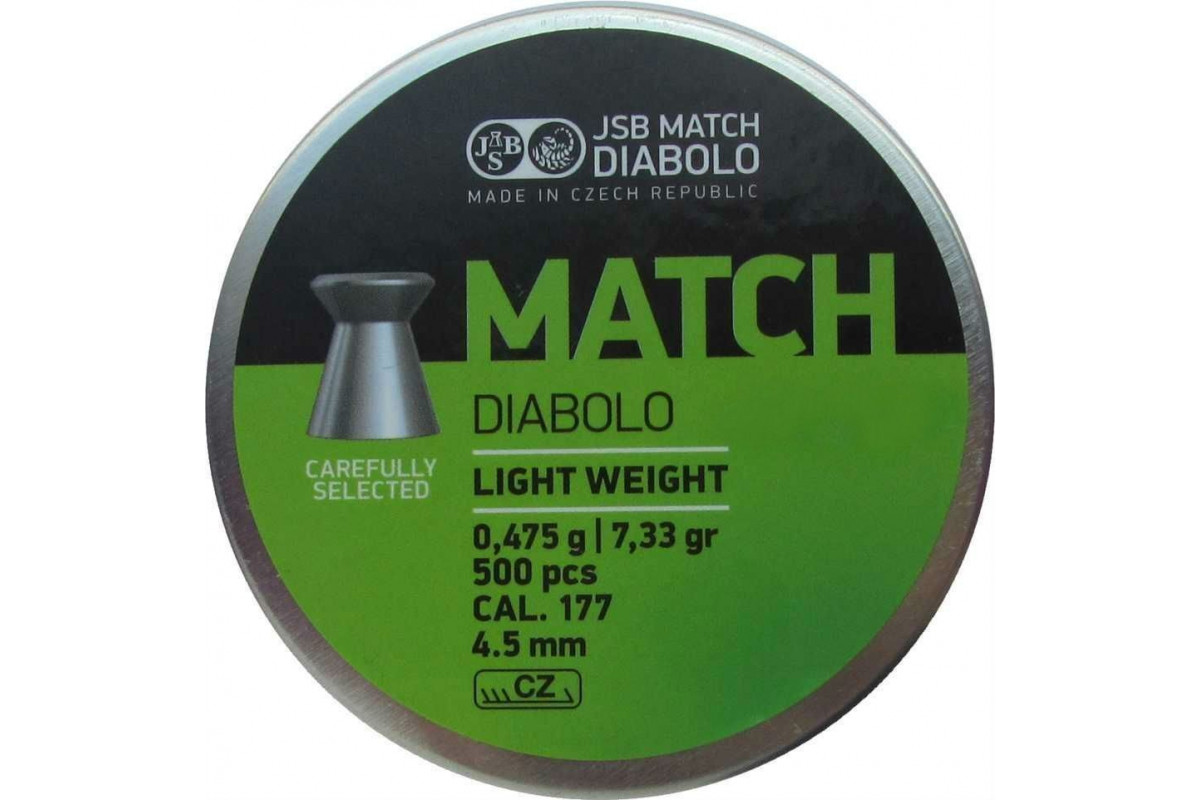 JSB
JSB MATCH
DIABOLO
MADE IN CZECH REPUBLIC
MATCH
DIABOLO
LIGHT WEIGHT
CAREFULLY
SELECTED
0,475 g | 7,33 gr
500 pcs
CAL. 177
4.5 mm
CZ